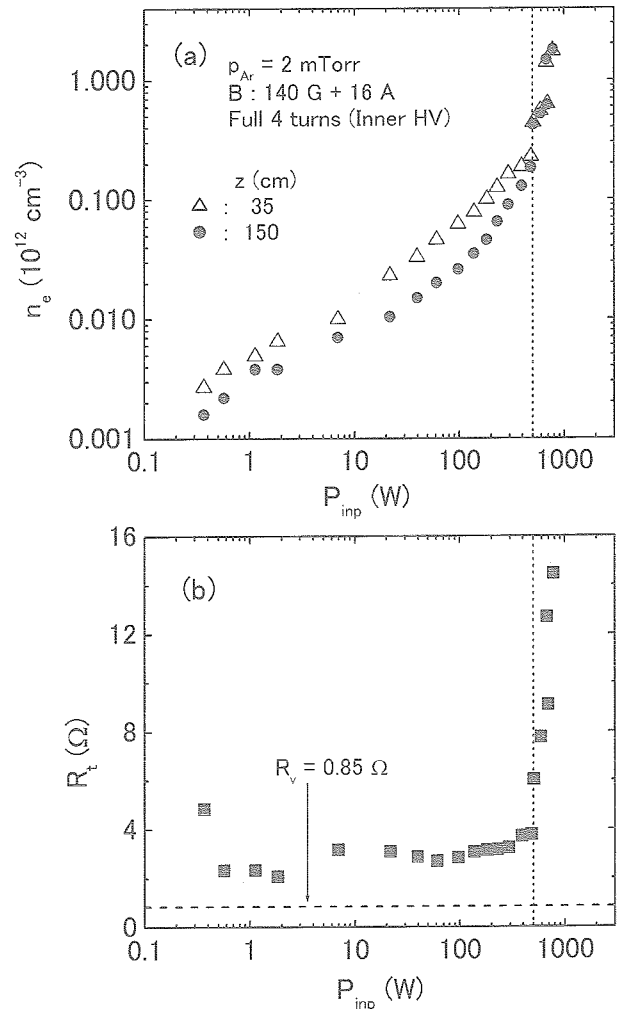 (a)
p_Ar = 2 mTorr
B : 140 G + 16 A
Full 4 turns (Inner HV)
z (cm)
△ : 35
● : 150
n_e (10^12 cm^-3)
1.000
0.100
0.010
0.001
0.1
1
10
100
1000
P_inp (W)
(b)
R_v = 0.85 Ω
R_t (Ω)
16
12
8
4
0
0.1
1
10
100
1000
P_inp (W)